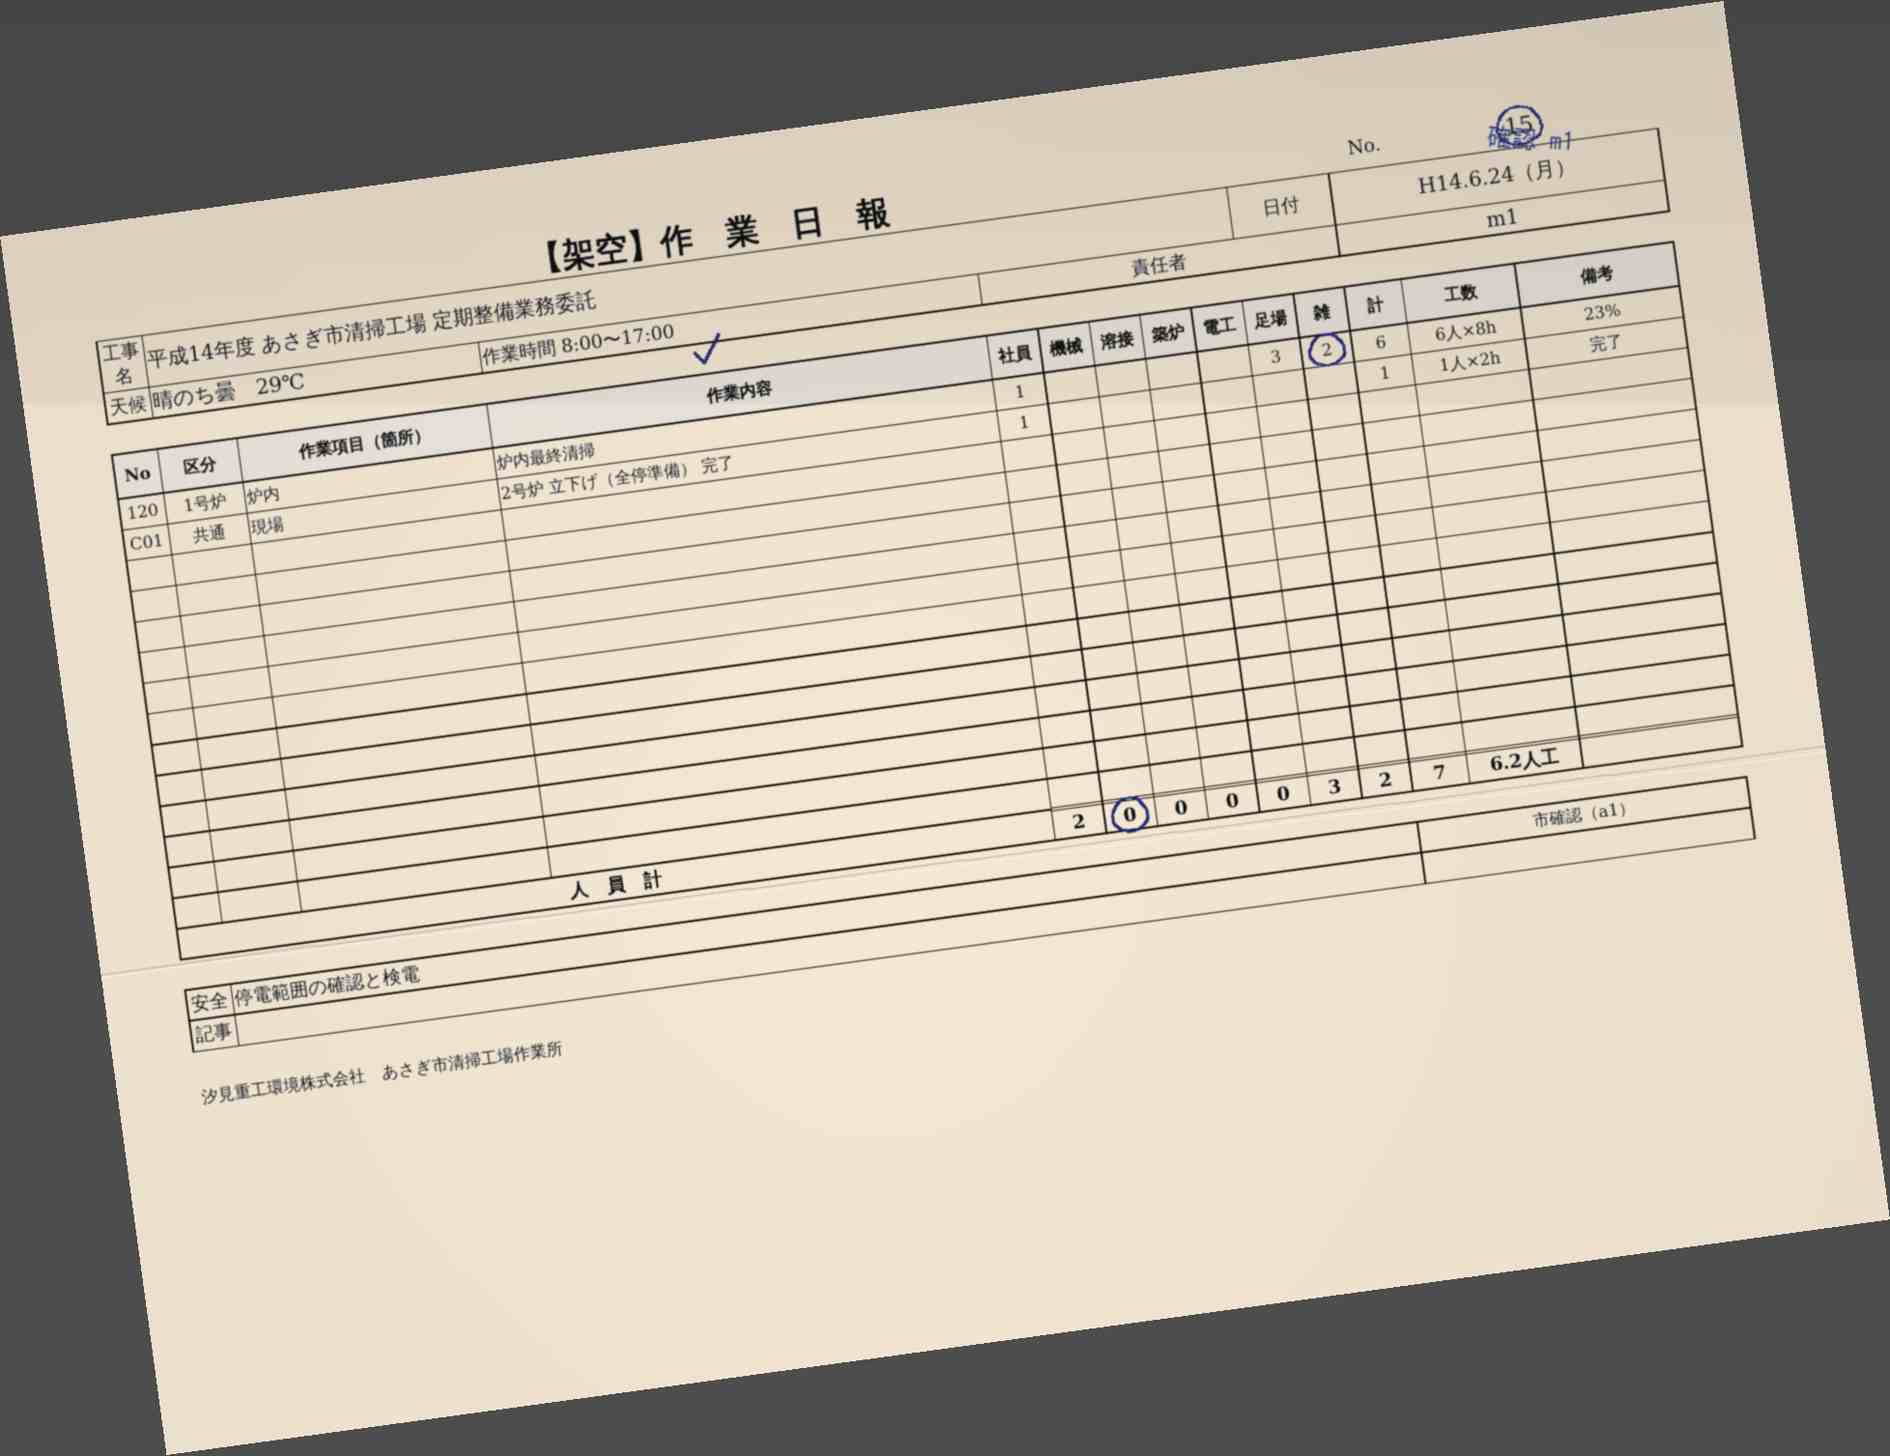 No. 15
確認 m1
【架空】作 業 日 報
工事名 平成14年度 あさぎ市清掃工場 定期整備業務委託 日付 H14.6.24（月）
天候 晴のち曇 29℃ 作業時間 8:00〜17:00 責任者 m1
No 区分 作業項目（箇所） 作業内容 社員 機械 溶接 築炉 電工 足場 雑 計 工数 備考
120 1号炉 炉内 炉内最終清掃 1 3 2 6 6人×8h 23%
C01 共通 現場 2号炉 立下げ（全停準備） 完了 1 1 1人×2h 完了
人 員 計 2 0 0 0 0 3 2 7 6.2人工
安全 停電範囲の確認と検電 市確認（a1）
記事
汐見重工環境株式会社 あさぎ市清掃工場作業所